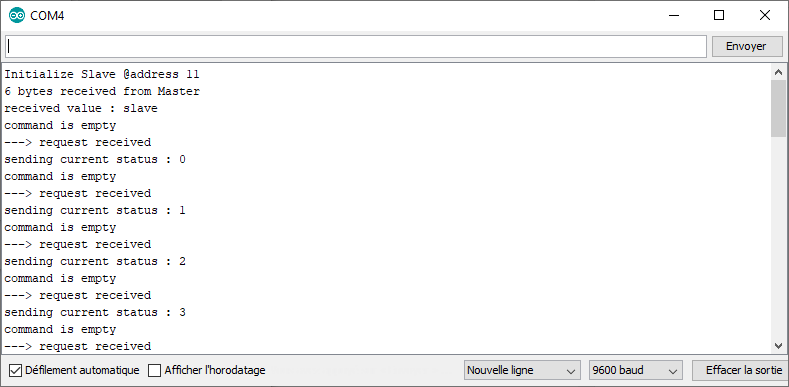 COM4
Envoyer
Initialize Slave @address 11
6 bytes received from Master
received value : slave
command is empty
---> request received
sending current status : 0
command is empty
---> request received
sending current status : 1
command is empty
---> request received
sending current status : 2
command is empty
---> request received
sending current status : 3
command is empty
---> request received
Défilement automatique Afficher l'horodatage Nouvelle ligne 9600 baud Effacer la sortie